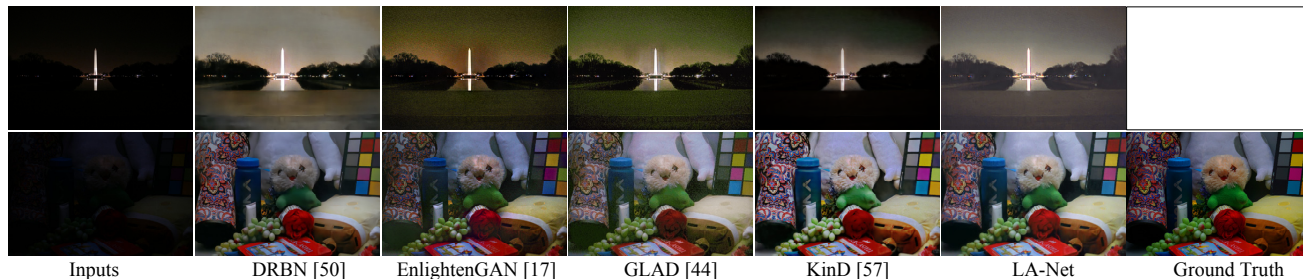 Inputs DRBN [50] EnlightenGAN [17] GLAD [44] KinD [57] LA-Net Ground Truth